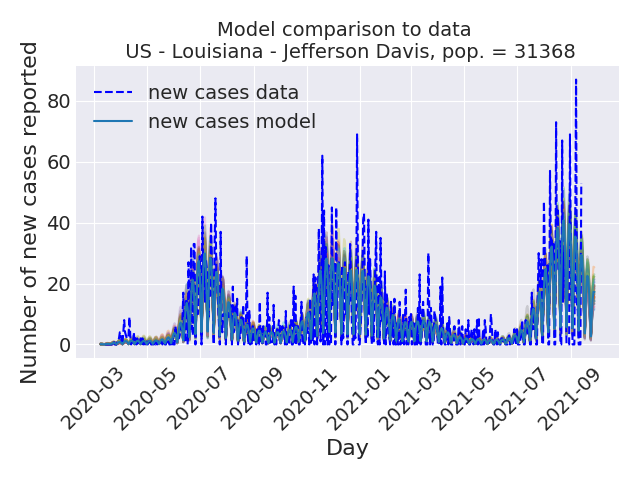 Model comparison to data
US - Louisiana - Jefferson Davis, pop. = 31368
Number of new cases reported
80
60
40
20
0
new cases data
new cases model
2020-03
2020-05
2020-07
2020-09
2020-11
2021-01
2021-03
2021-05
2021-07
2021-09
Day